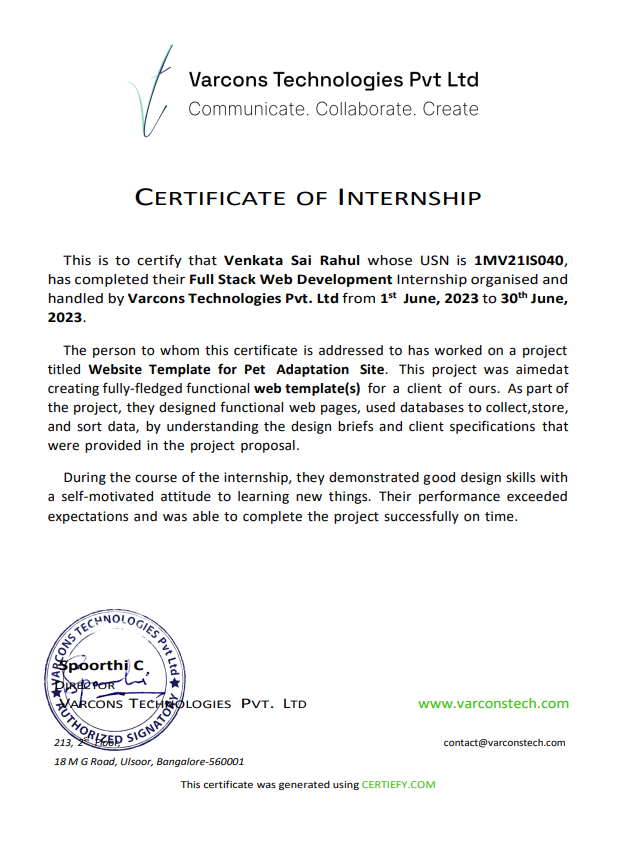 Varcons Technologies Pvt Ltd
Communicate. Collaborate. Create
CERTIFICATE OF INTERNSHIP
This is to certify that Venkata Sai Rahul whose USN is 1MV21IS040,
has completed their Full Stack Web Development Internship organised and
handled by Varcons Technologies Pvt. Ltd from 1st June, 2023 to 30th June,
2023.
The person to whom this certificate is addressed to has worked on a project
titled Website Template for Pet Adaptation Site. This project was aimedat
creating fully-fledged functional web template(s) for a client of ours. As part of
the project, they designed functional web pages, used databases to collect,store,
and sort data, by understanding the design briefs and client specifications that
were provided in the project proposal.
During the course of the internship, they demonstrated good design skills with
a self-motivated attitude to learning new things. Their performance exceeded
expectations and was able to complete the project successfully on time.
VARCONS TECHNOLOGIES Pvt Ltd
AUTHORIZED SIGNATORY
Spoorthi C
DIRECTOR
VARCONS TECHNOLOGIES PVT. LTD
www.varconstech.com
213, 2nd Floor,
contact@varconstech.com
18 M G Road, Ulsoor, Bangalore-560001
This certificate was generated using CERTIEFY.COM